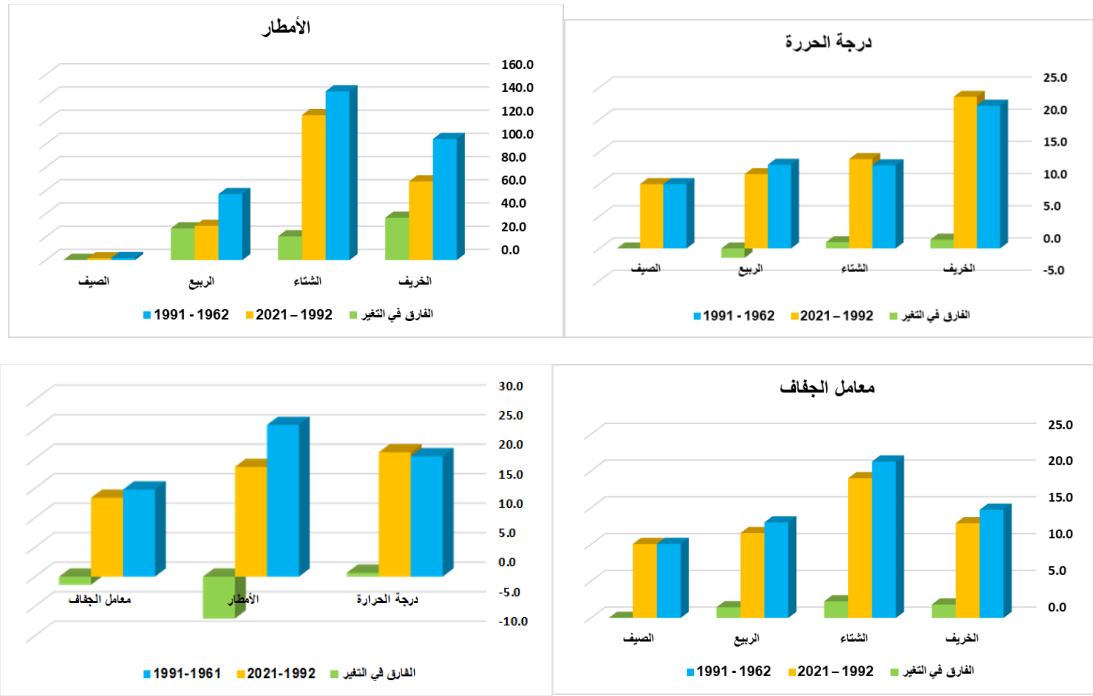 الأمطار
160.0
140.0
120.0
100.0
80.0
60.0
40.0
20.0
0.0
الخريف الشتاء الربيع الصيف
1991 - 1962 2021 – 1992 الفارق في التغير
درجة الحررة
25.0
20.0
15.0
10.0
5.0
0.0
-5.0
الخريف الشتاء الربيع الصيف
1991 - 1962 2021 – 1992 الفارق في التغير
30.0
25.0
20.0
15.0
10.0
5.0
0.0
-5.0
-10.0
درجة الحرارة الأمطار معامل الجفاف
1991-1961 2021-1992 الفارق في التغير
معامل الجفاف
25.0
20.0
15.0
10.0
5.0
0.0
الخريف الشتاء الربيع الصيف
1991 - 1962 2021 – 1992 الفارق في التغير